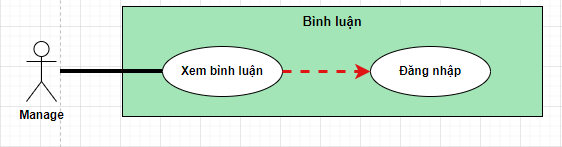 Bình luận
Xem bình luận
Đăng nhập
Manage